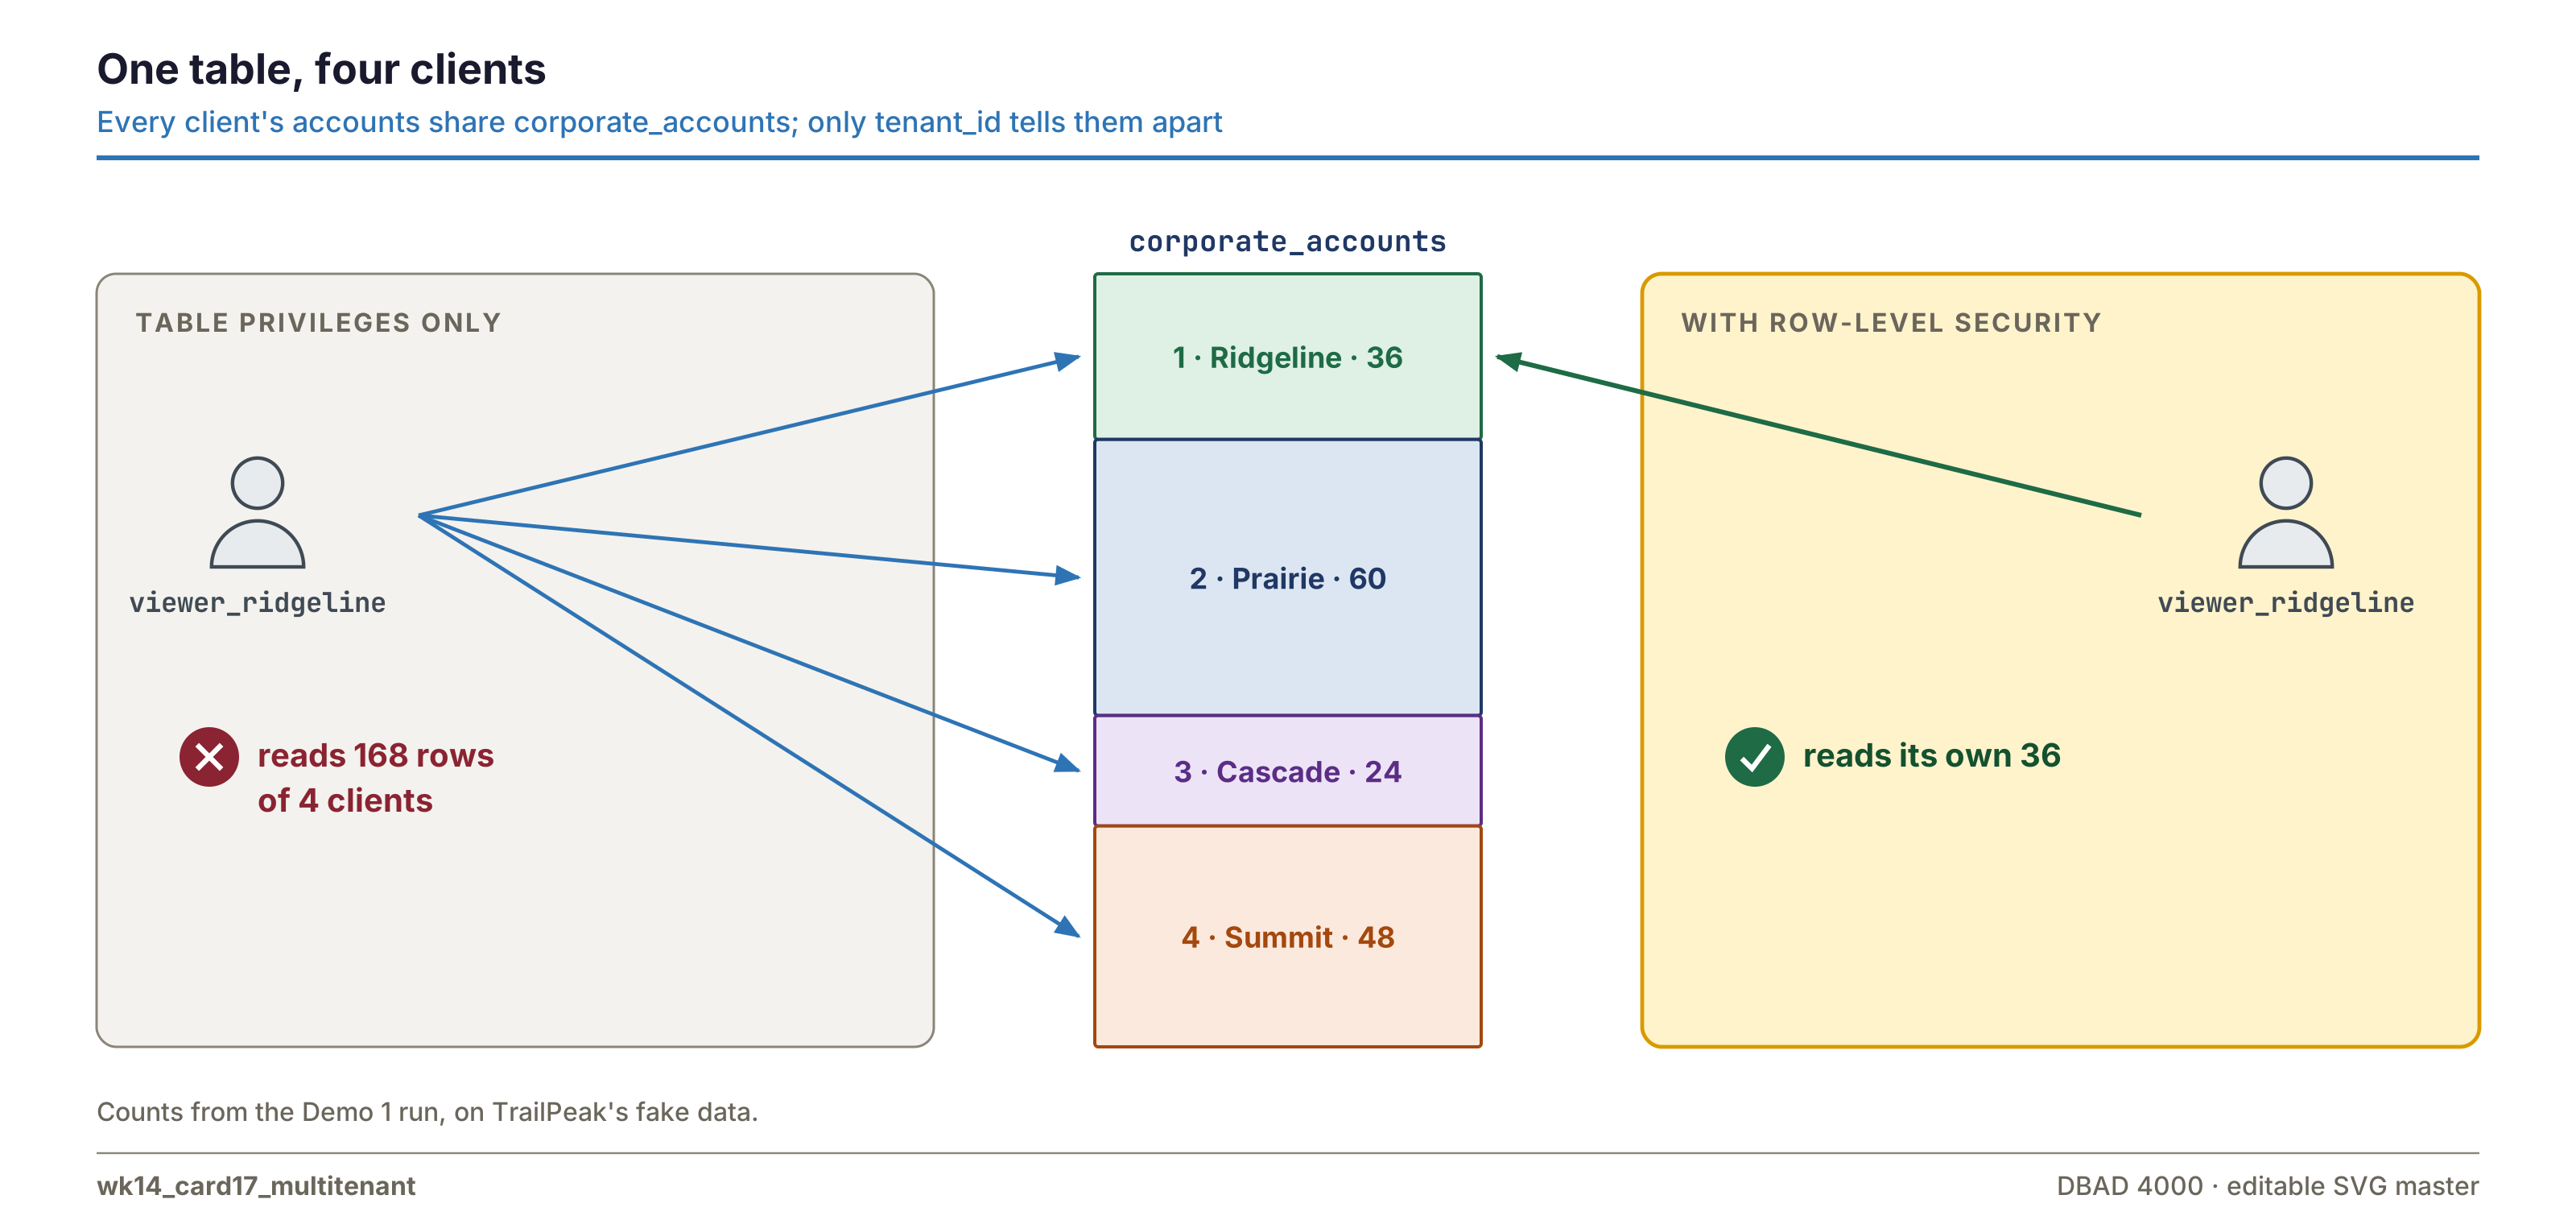 One table, four clients
Every client's accounts share corporate_accounts; only tenant_id tells them apart
corporate_accounts
TABLE PRIVILEGES ONLY
viewer_ridgeline
reads 168 rows
of 4 clients
1 · Ridgeline · 36
2 · Prairie · 60
3 · Cascade · 24
4 · Summit · 48
WITH ROW-LEVEL SECURITY
viewer_ridgeline
reads its own 36
Counts from the Demo 1 run, on TrailPeak's fake data.
wk14_card17_multitenant
DBAD 4000 · editable SVG master